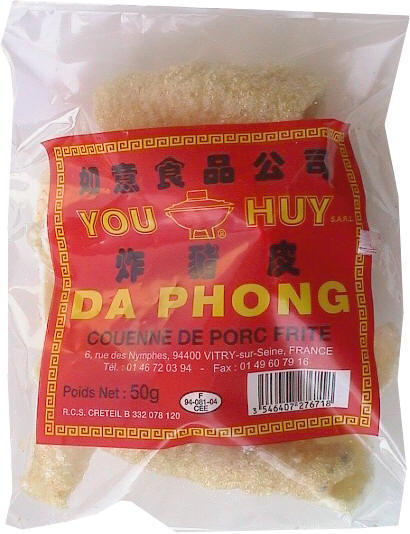 如意食品公司
YOU HUY S.A.R.L
®
炸豬皮
DA PHONG
COUENNE DE PORC FRITE
6, rue des Nymphes, 94400 VITRY-sur-Seine, FRANCE
Tél. : 01 46 72 03 94 - Fax : 01 49 60 79 16
Poids Net : 50g
F
94-081-04
CEE
R.C.S. CRETEIL B 332 078 120
3 546407 276718